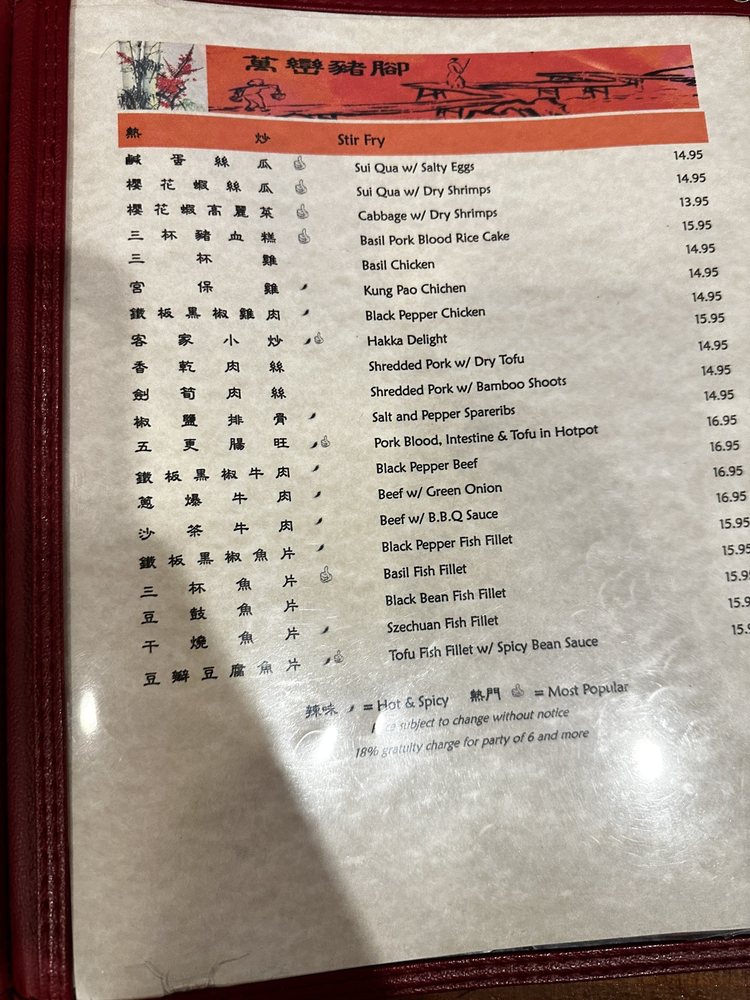 萬巒豬腳
熱炒 Stir Fry
鹹蛋絲瓜 Sui Qua w/ Salty Eggs 14.95
櫻花蝦絲瓜 Sui Qua w/ Dry Shrimps 14.95
櫻花蝦高麗菜 Cabbage w/ Dry Shrimps 13.95
三杯豬血糕 Basil Pork Blood Rice Cake 15.95
三杯雞 Basil Chicken 14.95
宮保雞 Kung Pao Chichen 14.95
鐵板黑椒雞肉 Black Pepper Chicken 14.95
客家小炒 Hakka Delight 15.95
香乾肉絲 Shredded Pork w/ Dry Tofu 14.95
劍筍肉絲 Shredded Pork w/ Bamboo Shoots 14.95
椒鹽排骨 Salt and Pepper Spareribs 14.95
五更腸旺 Pork Blood, Intestine & Tofu in Hotpot 16.95
鐵板黑椒牛肉 Black Pepper Beef 16.95
蔥爆牛肉 Beef w/ Green Onion 16.95
沙茶牛肉 Beef w/ B.B.Q Sauce 16.95
鐵板黑椒魚片 Black Pepper Fish Fillet 15.95
三杯魚片 Basil Fish Fillet 15.9
豆鼓魚片 Black Bean Fish Fillet 15.9
干燒魚片 Szechuan Fish Fillet 15.9
豆瓣豆腐魚片 Tofu Fish Fillet w/ Spicy Bean Sauce 15.
辣味 = Hot & Spicy 熱門 = Most Popular
subject to change without notice
18% gratuity charge for party of 6 and more